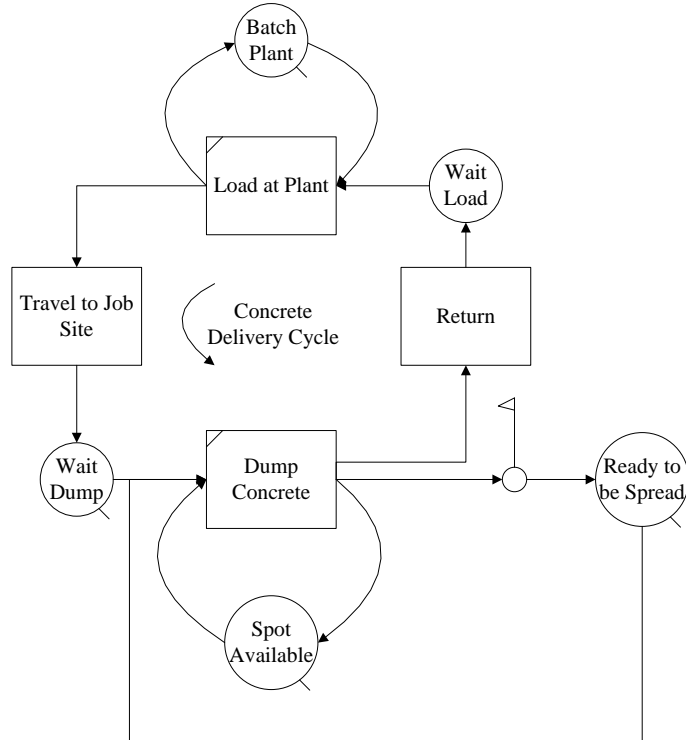 Batch
Plant
Load at Plant
Wait
Load
Travel to Job
Site
Concrete
Delivery Cycle
Return
Wait
Dump
Dump
Concrete
Ready to
be Spread
Spot
Available